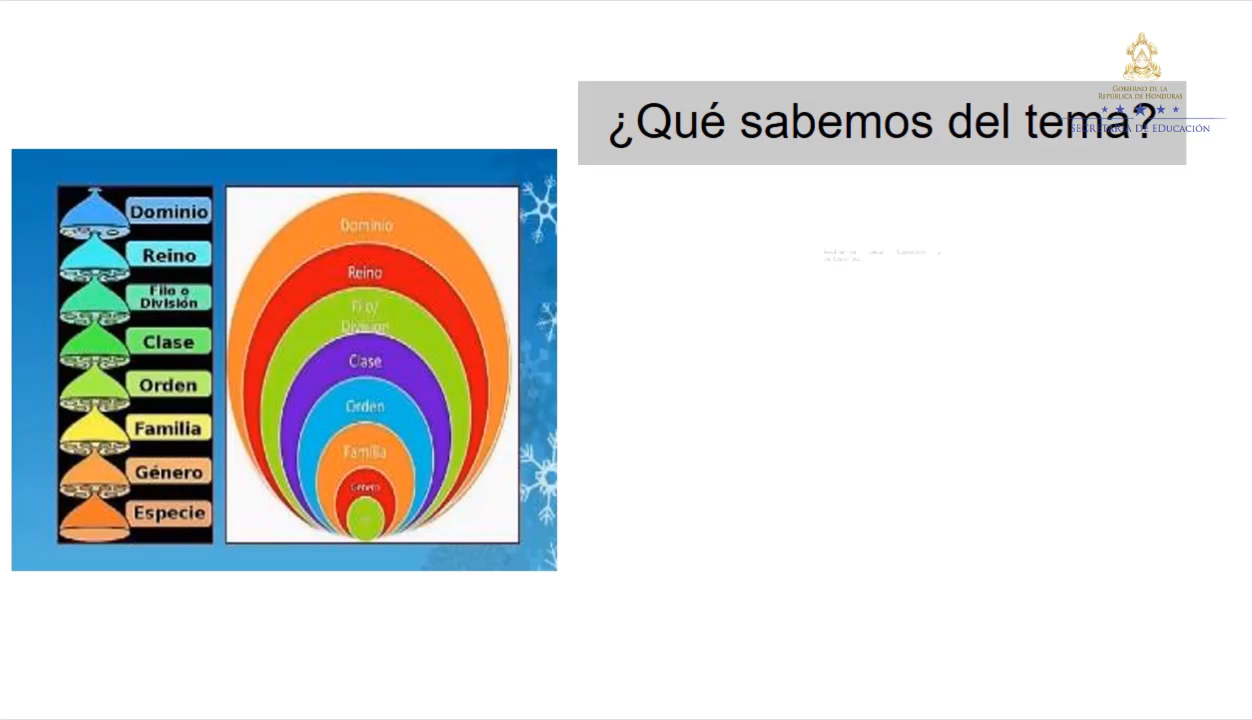 ¿Qué sabemos del tema?
GOBIERNO DE LA
REPÚBLICA DE HONDURAS
SECRETARÍA DE EDUCACIÓN
Dominio
Reino
Filo o
División
Clase
Orden
Familia
Género
Especie
Dominio
Reino
Filo/
División
Clase
Orden
Familia
Género